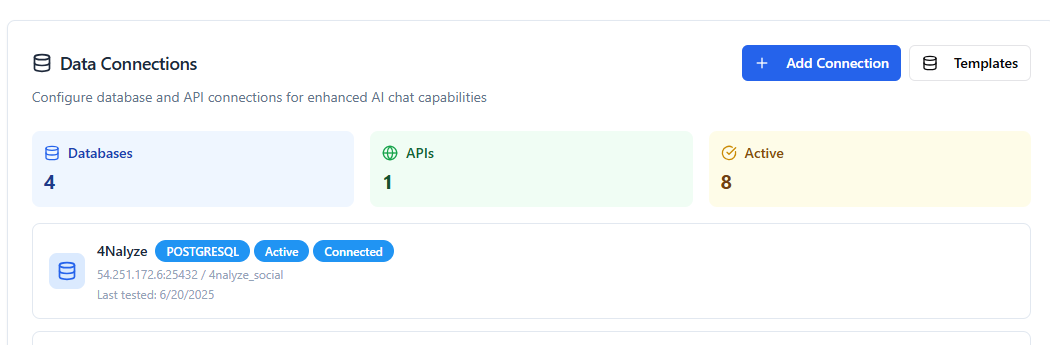 Data Connections
Add Connection
Templates
Configure database and API connections for enhanced AI chat capabilities
Databases
4
APIs
1
Active
8
4Nalyze POSTGRESQL Active Connected
54.251.172.6:25432 / 4nalyze_social
Last tested: 6/20/2025